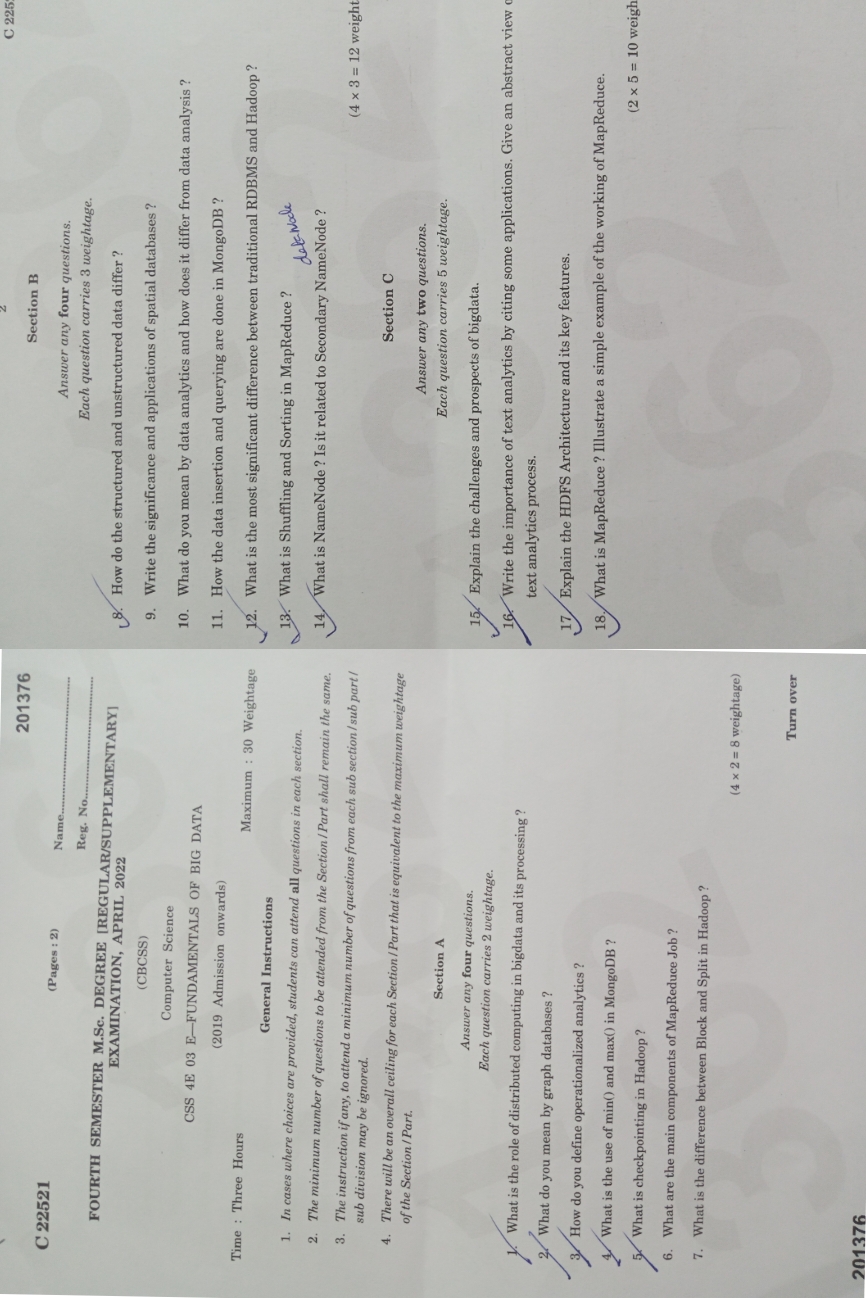 C 22521
(Pages : 2)
201376
Name..............................
Reg. No..............................
FOURTH SEMESTER M.Sc. DEGREE [REGULAR/SUPPLEMENTARY]
EXAMINATION, APRIL 2022
(CBCSS)
Computer Science
CSS 4E 03 E—FUNDAMENTALS OF BIG DATA
(2019 Admission onwards)
Time : Three Hours
Maximum : 30 Weightage
General Instructions
1. In cases where choices are provided, students can attend all questions in each section.
2. The minimum number of questions to be attended from the Section / Part shall remain the same.
3. The instruction if any, to attend a minimum number of questions from each sub section / sub part /
sub division may be ignored.
4. There will be an overall ceiling for each Section / Part that is equivalent to the maximum weightage
of the Section / Part.
Section A
Answer any four questions.
Each question carries 2 weightage.
1. What is the role of distributed computing in bigdata and its processing ?
2. What do you mean by graph databases ?
3. How do you define operationalized analytics ?
4. What is the use of min() and max() in MongoDB ?
5. What is checkpointing in Hadoop ?
6. What are the main components of MapReduce Job ?
7. What is the difference between Block and Split in Hadoop ?
(4 × 2 = 8 weightage)
Turn over
201376
2
C 225
Section B
Answer any four questions.
Each question carries 3 weightage.
8. How do the structured and unstructured data differ ?
9. Write the significance and applications of spatial databases ?
10. What do you mean by data analytics and how does it differ from data analysis ?
11. How the data insertion and querying are done in MongoDB ?
12. What is the most significant difference between traditional RDBMS and Hadoop ?
13. What is Shuffling and Sorting in MapReduce ?
14. What is NameNode ? Is it related to Secondary NameNode ?
(4 × 3 = 12 weight
Section C
Answer any two questions.
Each question carries 5 weightage.
15. Explain the challenges and prospects of bigdata.
16. Write the importance of text analytics by citing some applications. Give an abstract view
text analytics process.
17. Explain the HDFS Architecture and its key features.
18. What is MapReduce ? Illustrate a simple example of the working of MapReduce.
(2 × 5 = 10 weigh